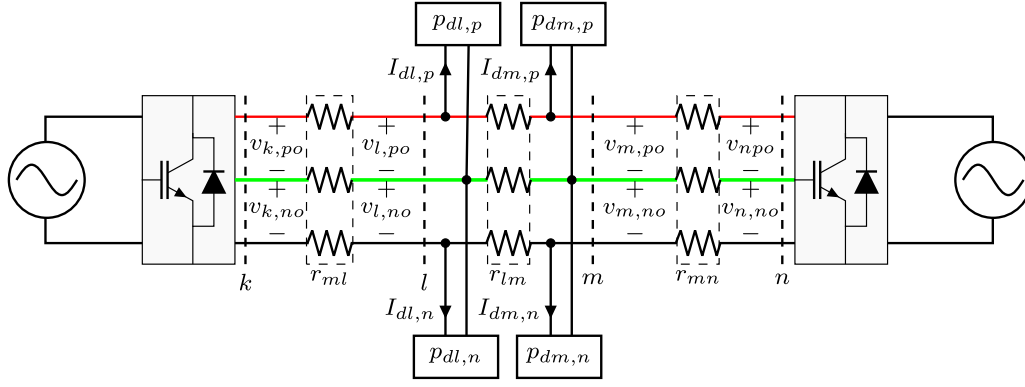 p_{dl,p} p_{dm,p}
I_{dl,p} I_{dm,p}
+ + + +
v_{k,po} v_{l,po} v_{m,po} v_{npo}
− − − −
+ + + +
v_{k,no} v_{l,no} v_{m,no} v_{n,no}
− − − −
k r_{ml} l r_{lm} m r_{mn} n
I_{dl,n} I_{dm,n}
p_{dl,n} p_{dm,n}